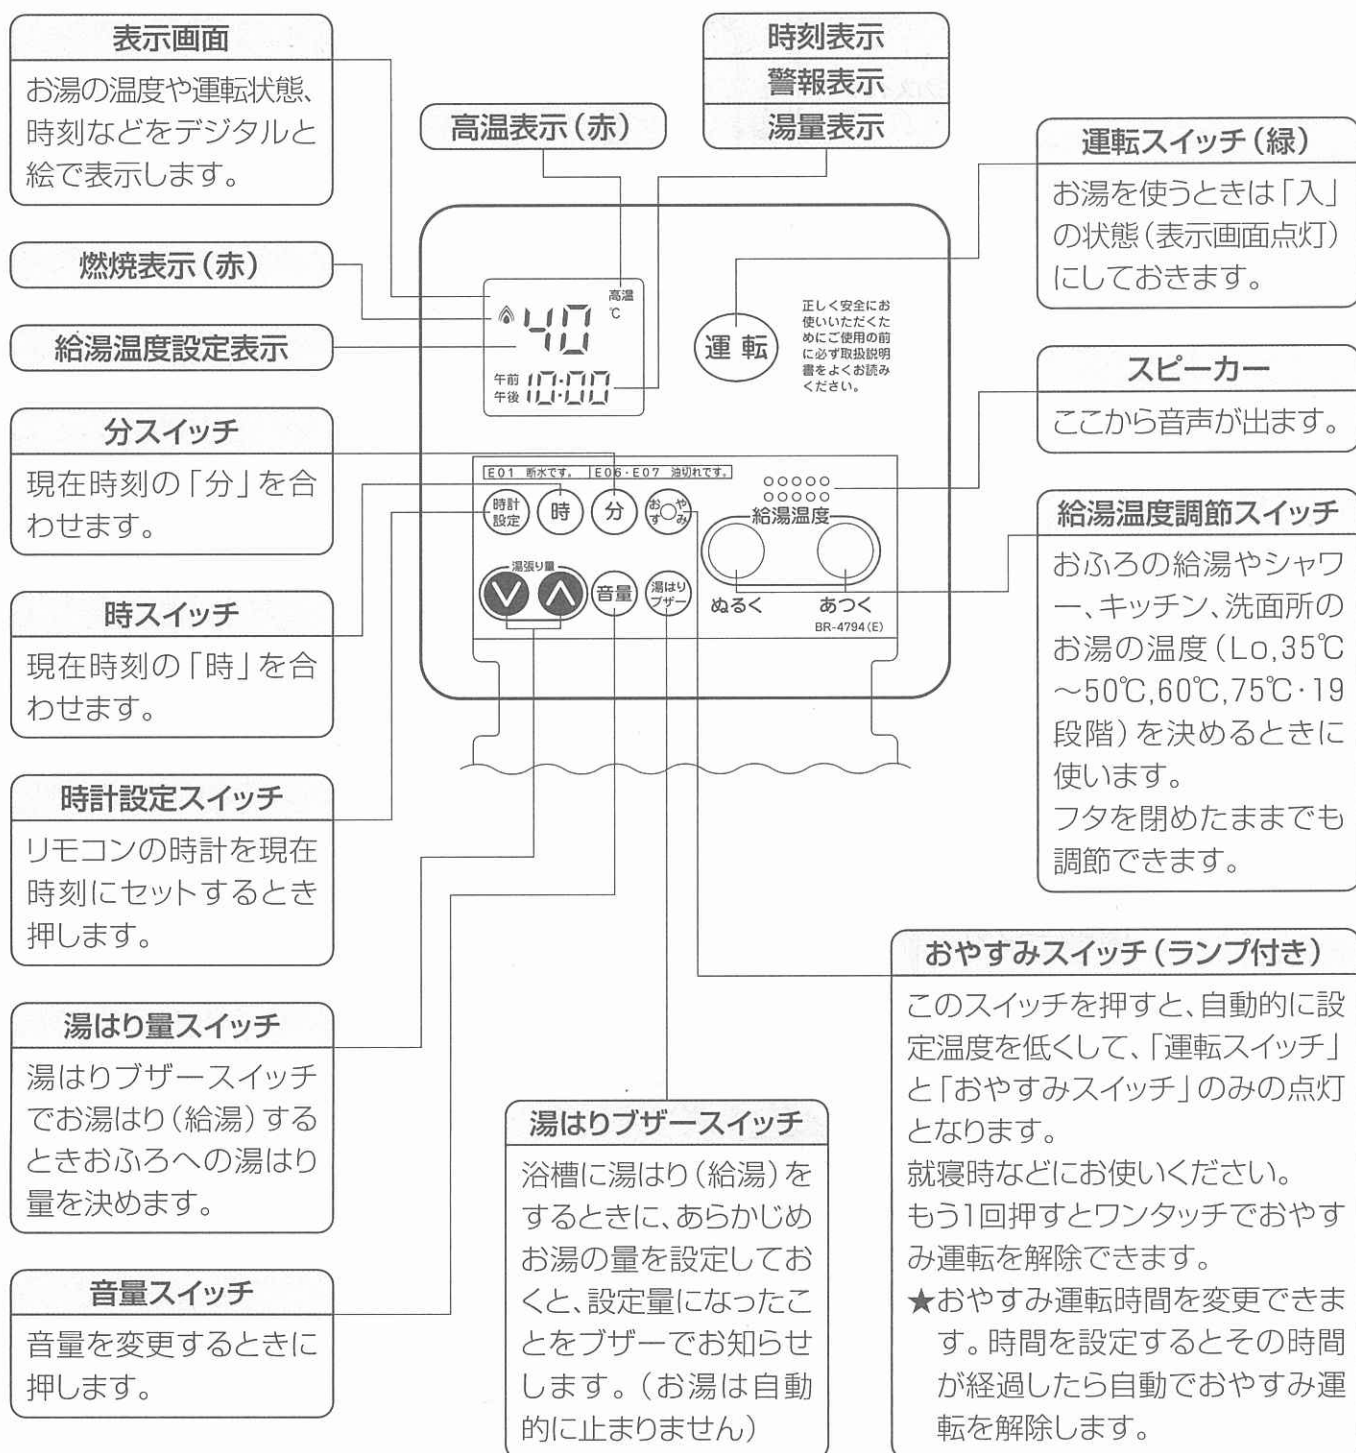 表示画面
お湯の温度や運転状態、
時刻などをデジタルと
絵で表示します。
燃焼表示（赤）
給湯温度設定表示
分スイッチ
現在時刻の「分」を合
わせます。
時スイッチ
現在時刻の「時」を合
わせます。
時計設定スイッチ
リモコンの時計を現在
時刻にセットするとき
押します。
湯はり量スイッチ
湯はりブザースイッチ
でお湯はり（給湯）する
ときおふろへの湯はり
量を決めます。
音量スイッチ
音量を変更するときに
押します。
高温表示（赤）
時刻表示
警報表示
湯量表示
高温
40 ℃
午前
午後 10:00
運転
正しく安全にお
使いいただくた
めにご使用の前
に必ず取扱説明
書をよくお読み
ください。
E01 断水です。 E06・E07 油切れです。
時計
設定
時
分
おやすみ
給湯温度
湯張り量
音量
湯はり
ブザー
ぬるく
あつく
BR-4794(E)
湯はりブザースイッチ
浴槽に湯はり（給湯）を
するときに、あらかじめ
お湯の量を設定してお
くと、設定量になったこ
とをブザーでお知らせ
します。（お湯は自動
的に止まりません）
運転スイッチ（緑）
お湯を使うときは「入」
の状態（表示画面点灯）
にしておきます。
スピーカー
ここから音声が出ます。
給湯温度調節スイッチ
おふろの給湯やシャワ
ー、キッチン、洗面所の
お湯の温度（Lo,35℃
～50℃,60℃,75℃・19
段階）を決めるときに
使います。
フタを閉めたままでも
調節できます。
おやすみスイッチ（ランプ付き）
このスイッチを押すと、自動的に設
定温度を低くして、「運転スイッチ」
と「おやすみスイッチ」のみの点灯
となります。
就寝時などにお使いください。
もう1回押すとワンタッチでおやす
み運転を解除できます。
★おやすみ運転時間を変更できま
す。時間を設定するとその時間
が経過したら自動でおやすみ運
転を解除します。